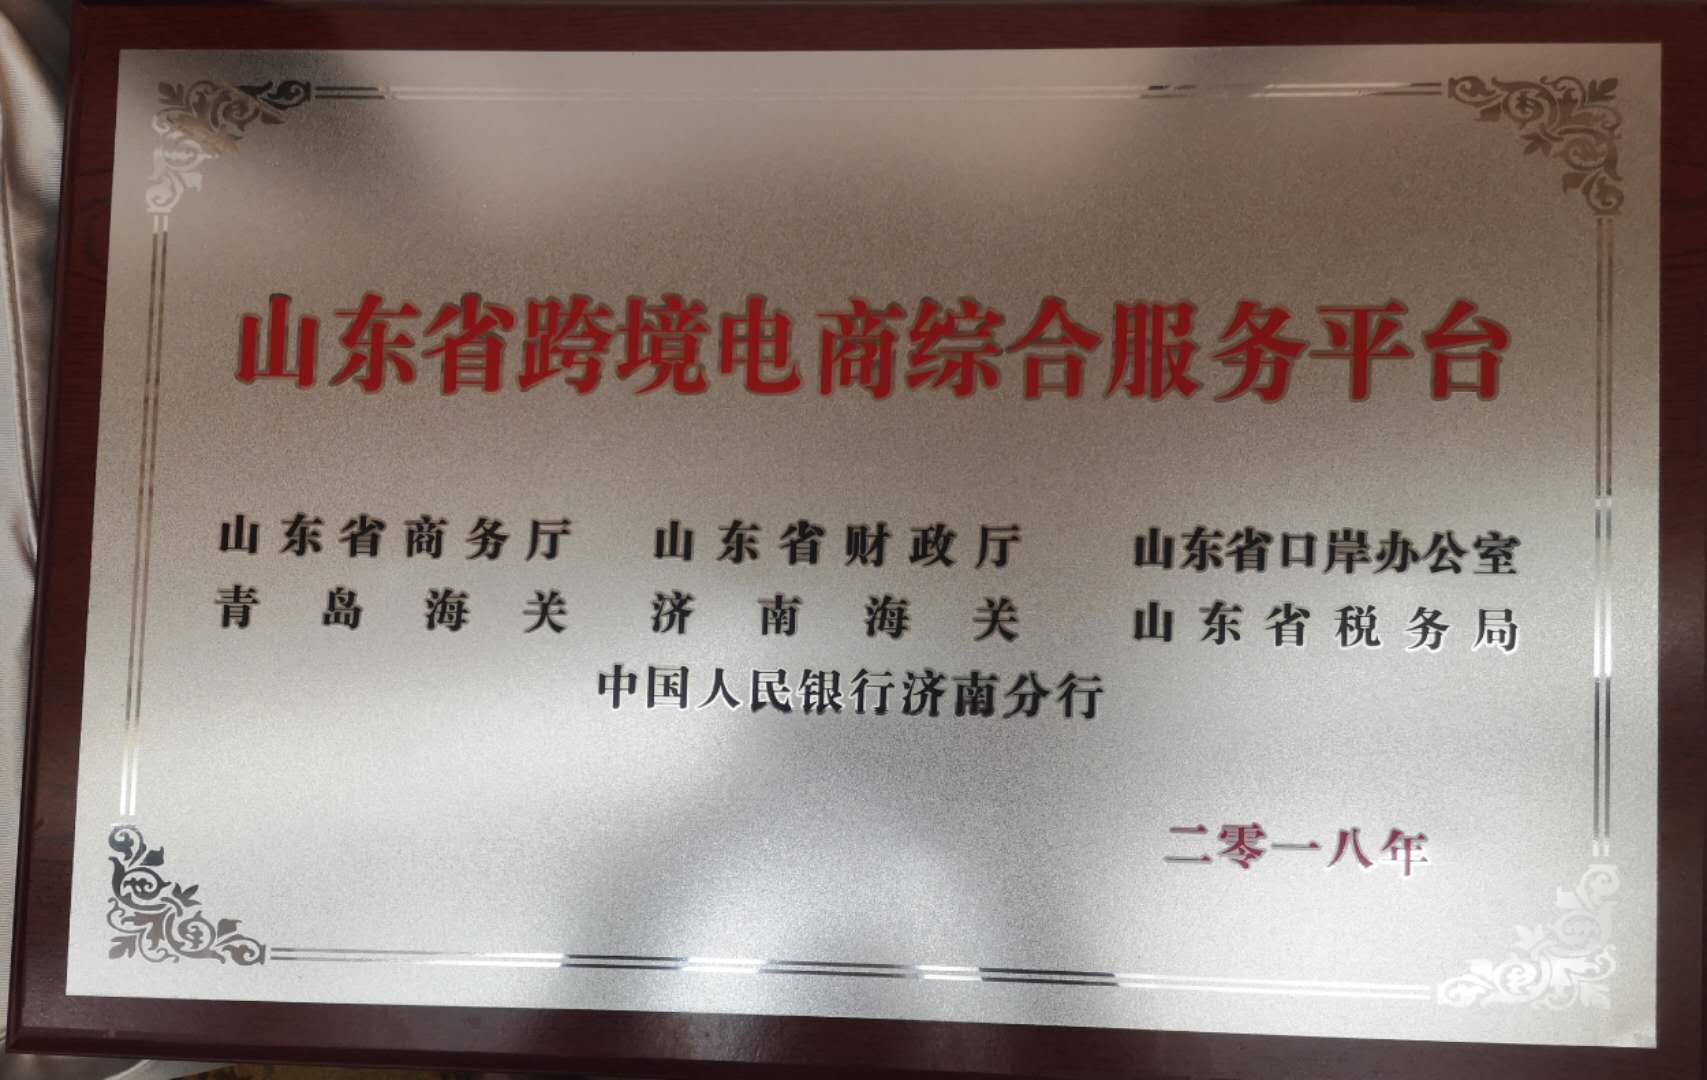 山东省跨境电商综合服务平台
山东省商务厅 山东省财政厅 山东省口岸办公室
青岛海关 济南海关 山东省税务局
中国人民银行济南分行
二零一八年